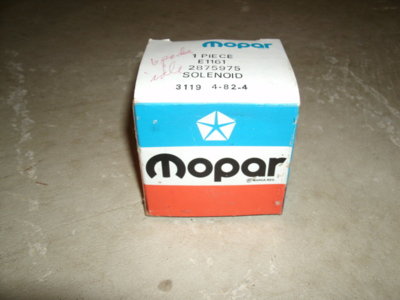 mopar
1 PIECE
E1161
2875975
SOLENOID
3119 4-82-4
mopar